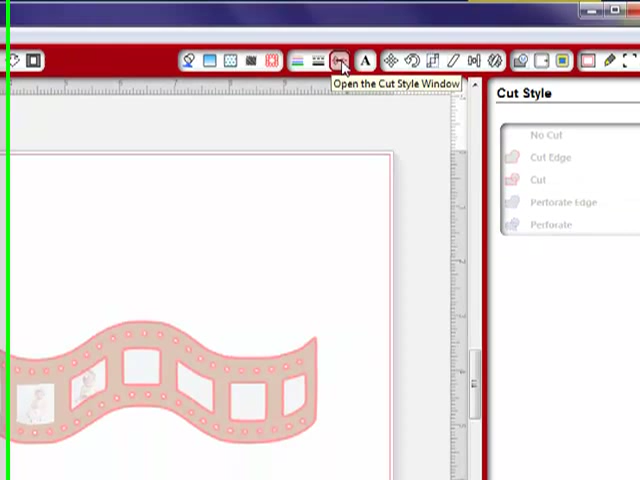 A
Open the Cut Style Window
Cut Style
No Cut
Cut Edge
Cut
Perforate Edge
Perforate